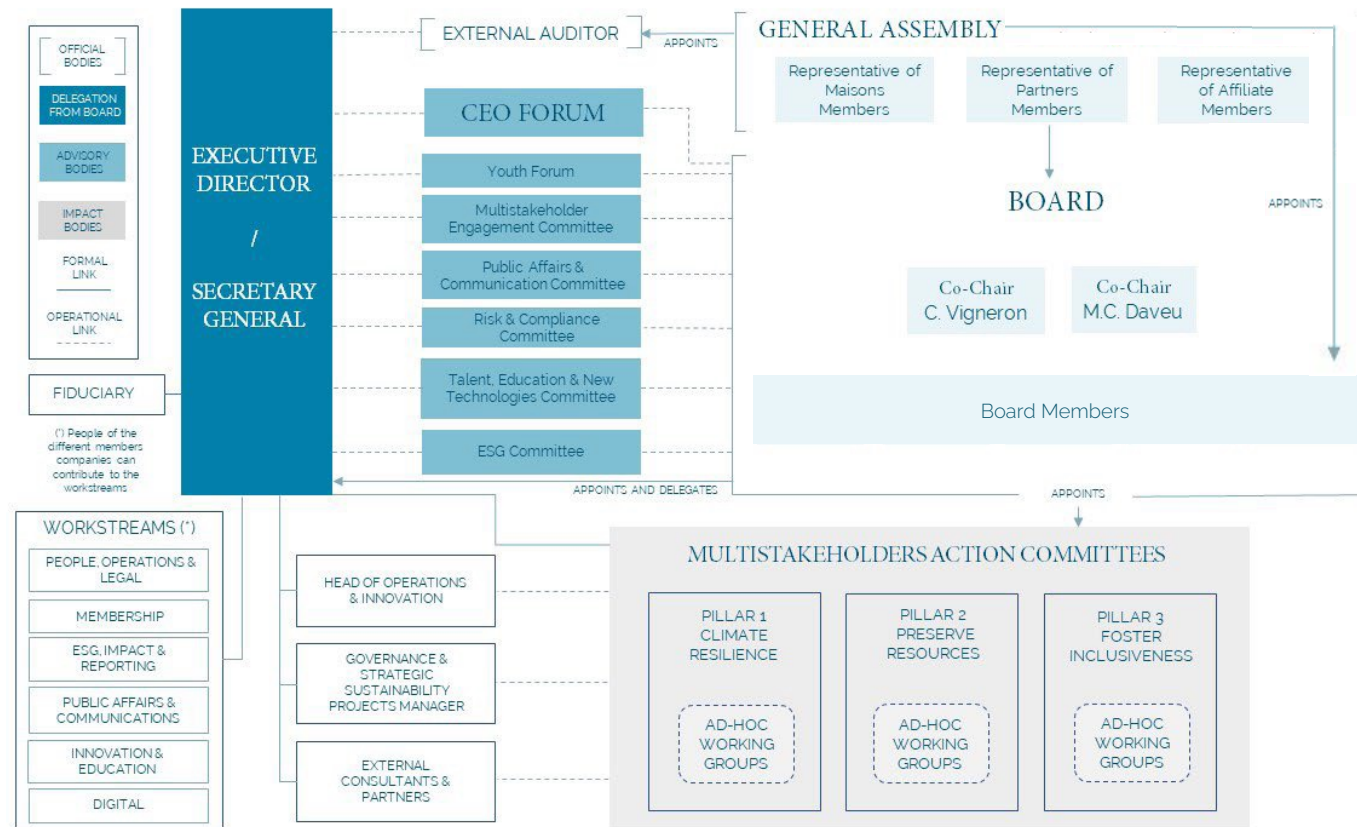 OFFICIAL
BODIES
DELEGATION
FROM BOARD
ADVISORY
BODIES
IMPACT
BODIES
FORMAL
LINK
OPERATIONAL
LINK
FIDUCIARY
(*) People of the
different members
companies can
contribute to the
workstreams
EXECUTIVE
DIRECTOR
/
SECRETARY
GENERAL
EXTERNAL AUDITOR
APPOINTS
CEO FORUM
Youth Forum
Multistakeholder
Engagement Committee
Public Affairs &
Communication Committee
Risk & Compliance
Committee
Talent, Education & New
Technologies Committee
ESG Committee
APPOINTS AND DELEGATES
GENERAL ASSEMBLY
Representative of
Maisons
Members
Representative of
Partners
Members
Representative
of Affiliate
Members
BOARD
APPOINTS
Co-Chair
C. Vigneron
Co-Chair
M.C. Daveu
Board Members
APPOINTS
WORKSTREAMS (*)
PEOPLE, OPERATIONS &
LEGAL
MEMBERSHIP
ESG, IMPACT &
REPORTING
PUBLIC AFFAIRS &
COMMUNICATIONS
INNOVATION &
EDUCATION
DIGITAL
HEAD OF OPERATIONS
& INNOVATION
GOVERNANCE &
STRATEGIC
SUSTAINABILITY
PROJECTS MANAGER
EXTERNAL
CONSULTANTS &
PARTNERS
MULTISTAKEHOLDERS ACTION COMMITTEES
PILLAR 1
CLIMATE
RESILIENCE
AD-HOC
WORKING
GROUPS
PILLAR 2
PRESERVE
RESOURCES
AD-HOC
WORKING
GROUPS
PILLAR 3
FOSTER
INCLUSIVENESS
AD-HOC
WORKING
GROUPS